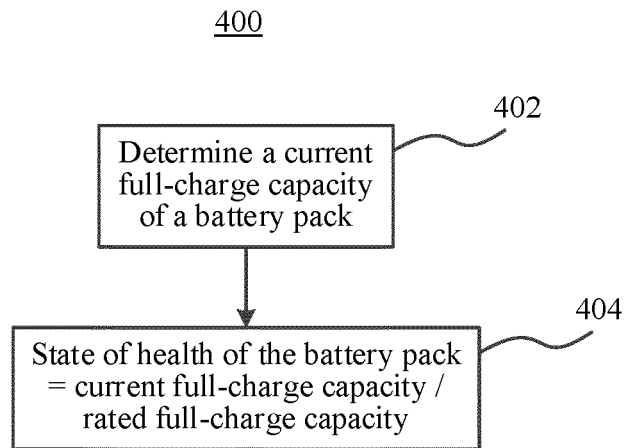 400
402
Determine a current
full-charge capacity
of a battery pack
404
State of health of the battery pack
= current full-charge capacity /
rated full-charge capacity